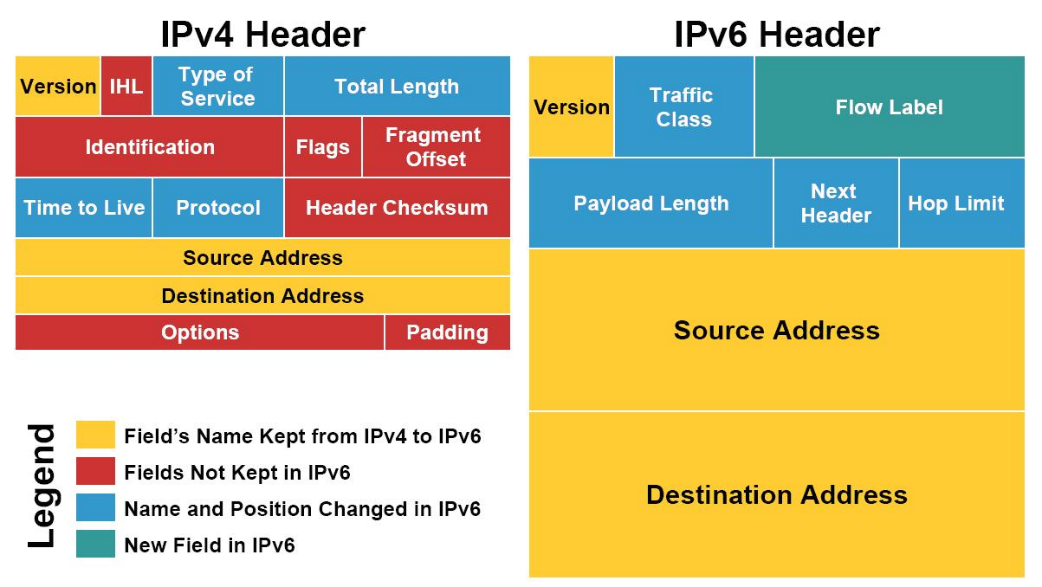 IPv4 Header
Version IHL Type of Service Total Length
Identification Flags Fragment Offset
Time to Live Protocol Header Checksum
Source Address
Destination Address
Options Padding
IPv6 Header
Version Traffic Class Flow Label
Payload Length Next Header Hop Limit
Source Address
Destination Address
Legend
Field's Name Kept from IPv4 to IPv6
Fields Not Kept in IPv6
Name and Position Changed in IPv6
New Field in IPv6